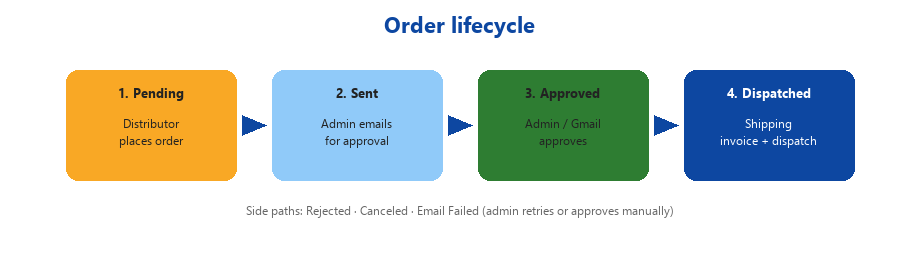 Order lifecycle
1. Pending
Distributor
places order
2. Sent
Admin emails
for approval
3. Approved
Admin / Gmail
approves
4. Dispatched
Shipping
invoice + dispatch
Side paths: Rejected · Canceled · Email Failed (admin retries or approves manually)